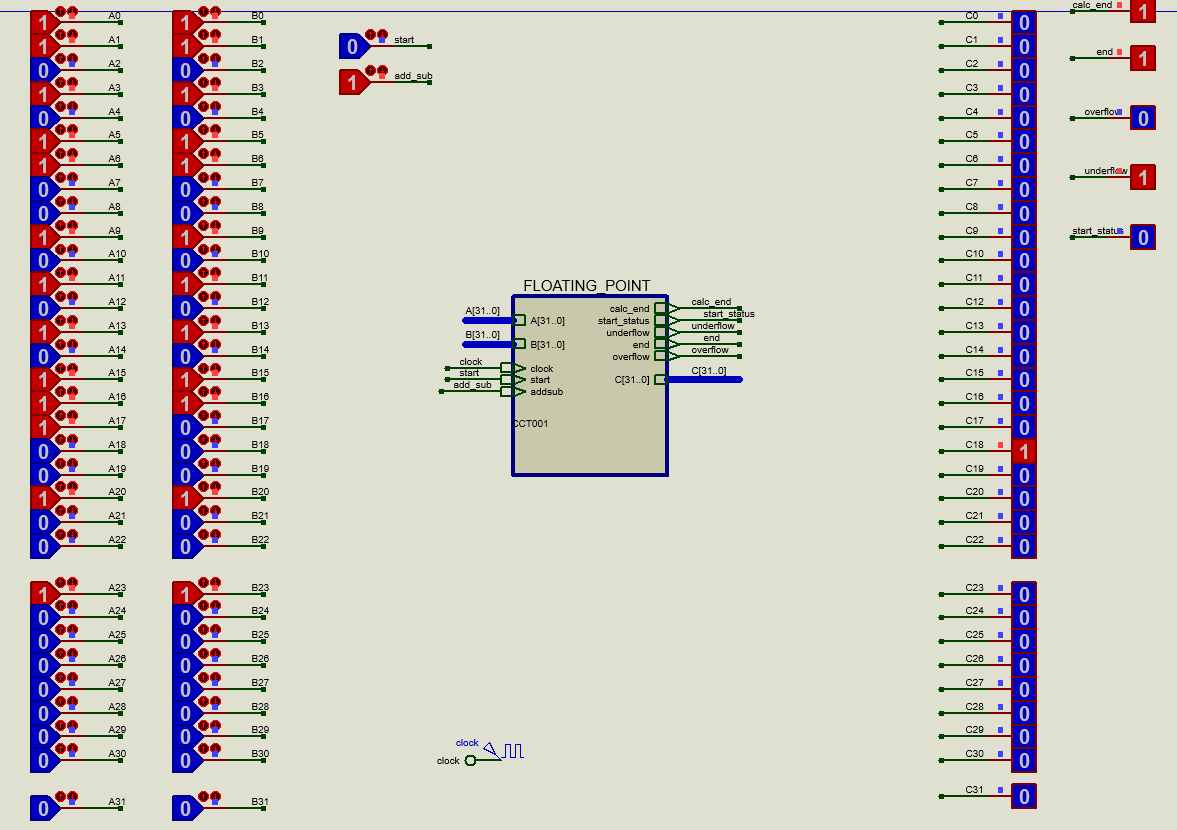 1 A0 1 B0 C0 0 calc_end 1
1 A1 1 B1 0 start C1 0 end 1
0 A2 0 B2 C2 0
1 A3 1 B3 1 add_sub C3 0
0 A4 0 B4 C4 0 overflow 0
1 A5 1 B5 C5 0
1 A6 1 B6 C6 0
0 A7 0 B7 C7 0 underflow 1
0 A8 0 B8 C8 0
1 A9 1 B9 C9 0 start_status 0
0 A10 0 B10 C10 0
1 A11 1 B11 C11 0
0 A12 0 B12 C12 0
1 A13 1 B13 C13 0
0 A14 0 B14 C14 0
1 A15 1 B15 C15 0
1 A16 1 B16 C16 0
1 A17 0 B17 C17 0
0 A18 0 B18 C18 1
0 A19 0 B19 C19 0
1 A20 1 B20 C20 0
0 A21 0 B21 C21 0
0 A22 0 B22 C22 0
1 A23 1 B23 C23 0
0 A24 0 B24 C24 0
0 A25 0 B25 C25 0
0 A26 0 B26 C26 0
0 A27 0 B27 C27 0
0 A28 0 B28 C28 0
0 A29 0 B29 C29 0
0 A30 0 B30 C30 0
0 A31 0 B31 C31 0
FLOATING_POINT
A[31..0] A[31..0]
B[31..0] B[31..0]
clock clock
start start
add_sub addsub
CCT001
calc_end calc_end
start_status start_status
underflow underflow
end end
overflow overflow
C[31..0] C[31..0]
clock
clock